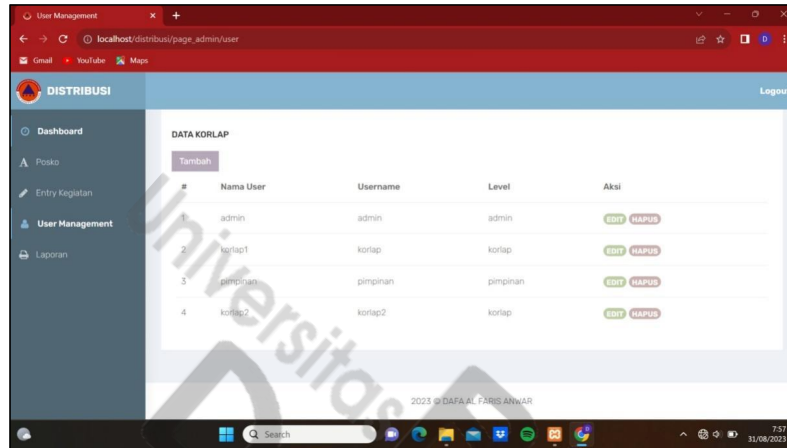 User Management
localhost/distribusi/page_admin/user
D
Gmail YouTube Maps
DISTRIBUSI
Logou
Dashboard
Posko
Entry Kegiatan
User Management
Laporan
DATA KORLAP
Tambah
# Nama User Username Level Aksi
1 admin admin admin EDIT HAPUS
2 korlap1 korlap korlap EDIT HAPUS
3 pimpinan pimpinan pimpinan EDIT HAPUS
4 korlap2 korlap2 korlap EDIT HAPUS
Universitas
2023 © DAFA AL FARIS ANWAR
Search
7:57
31/08/2023